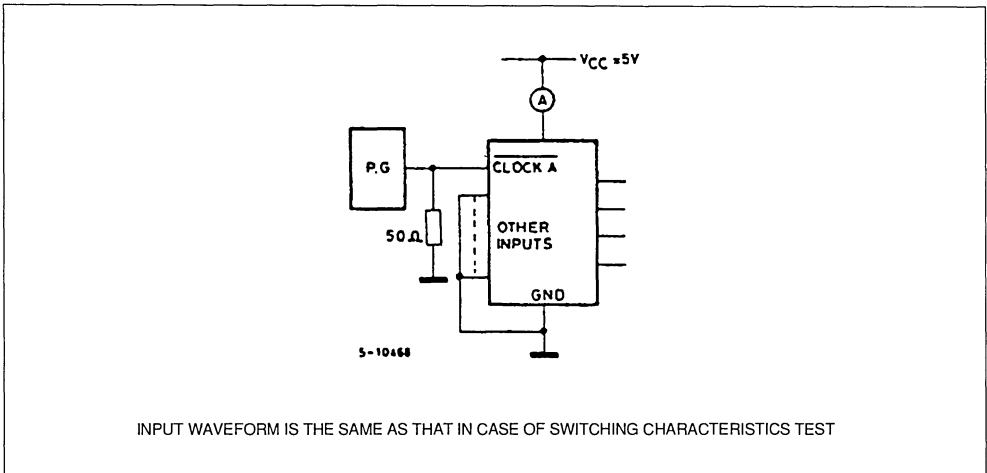 VCC =5V
A
P.G
CLOCK A
50Ω
OTHER
INPUTS
GND
S-10468
INPUT WAVEFORM IS THE SAME AS THAT IN CASE OF SWITCHING CHARACTERISTICS TEST